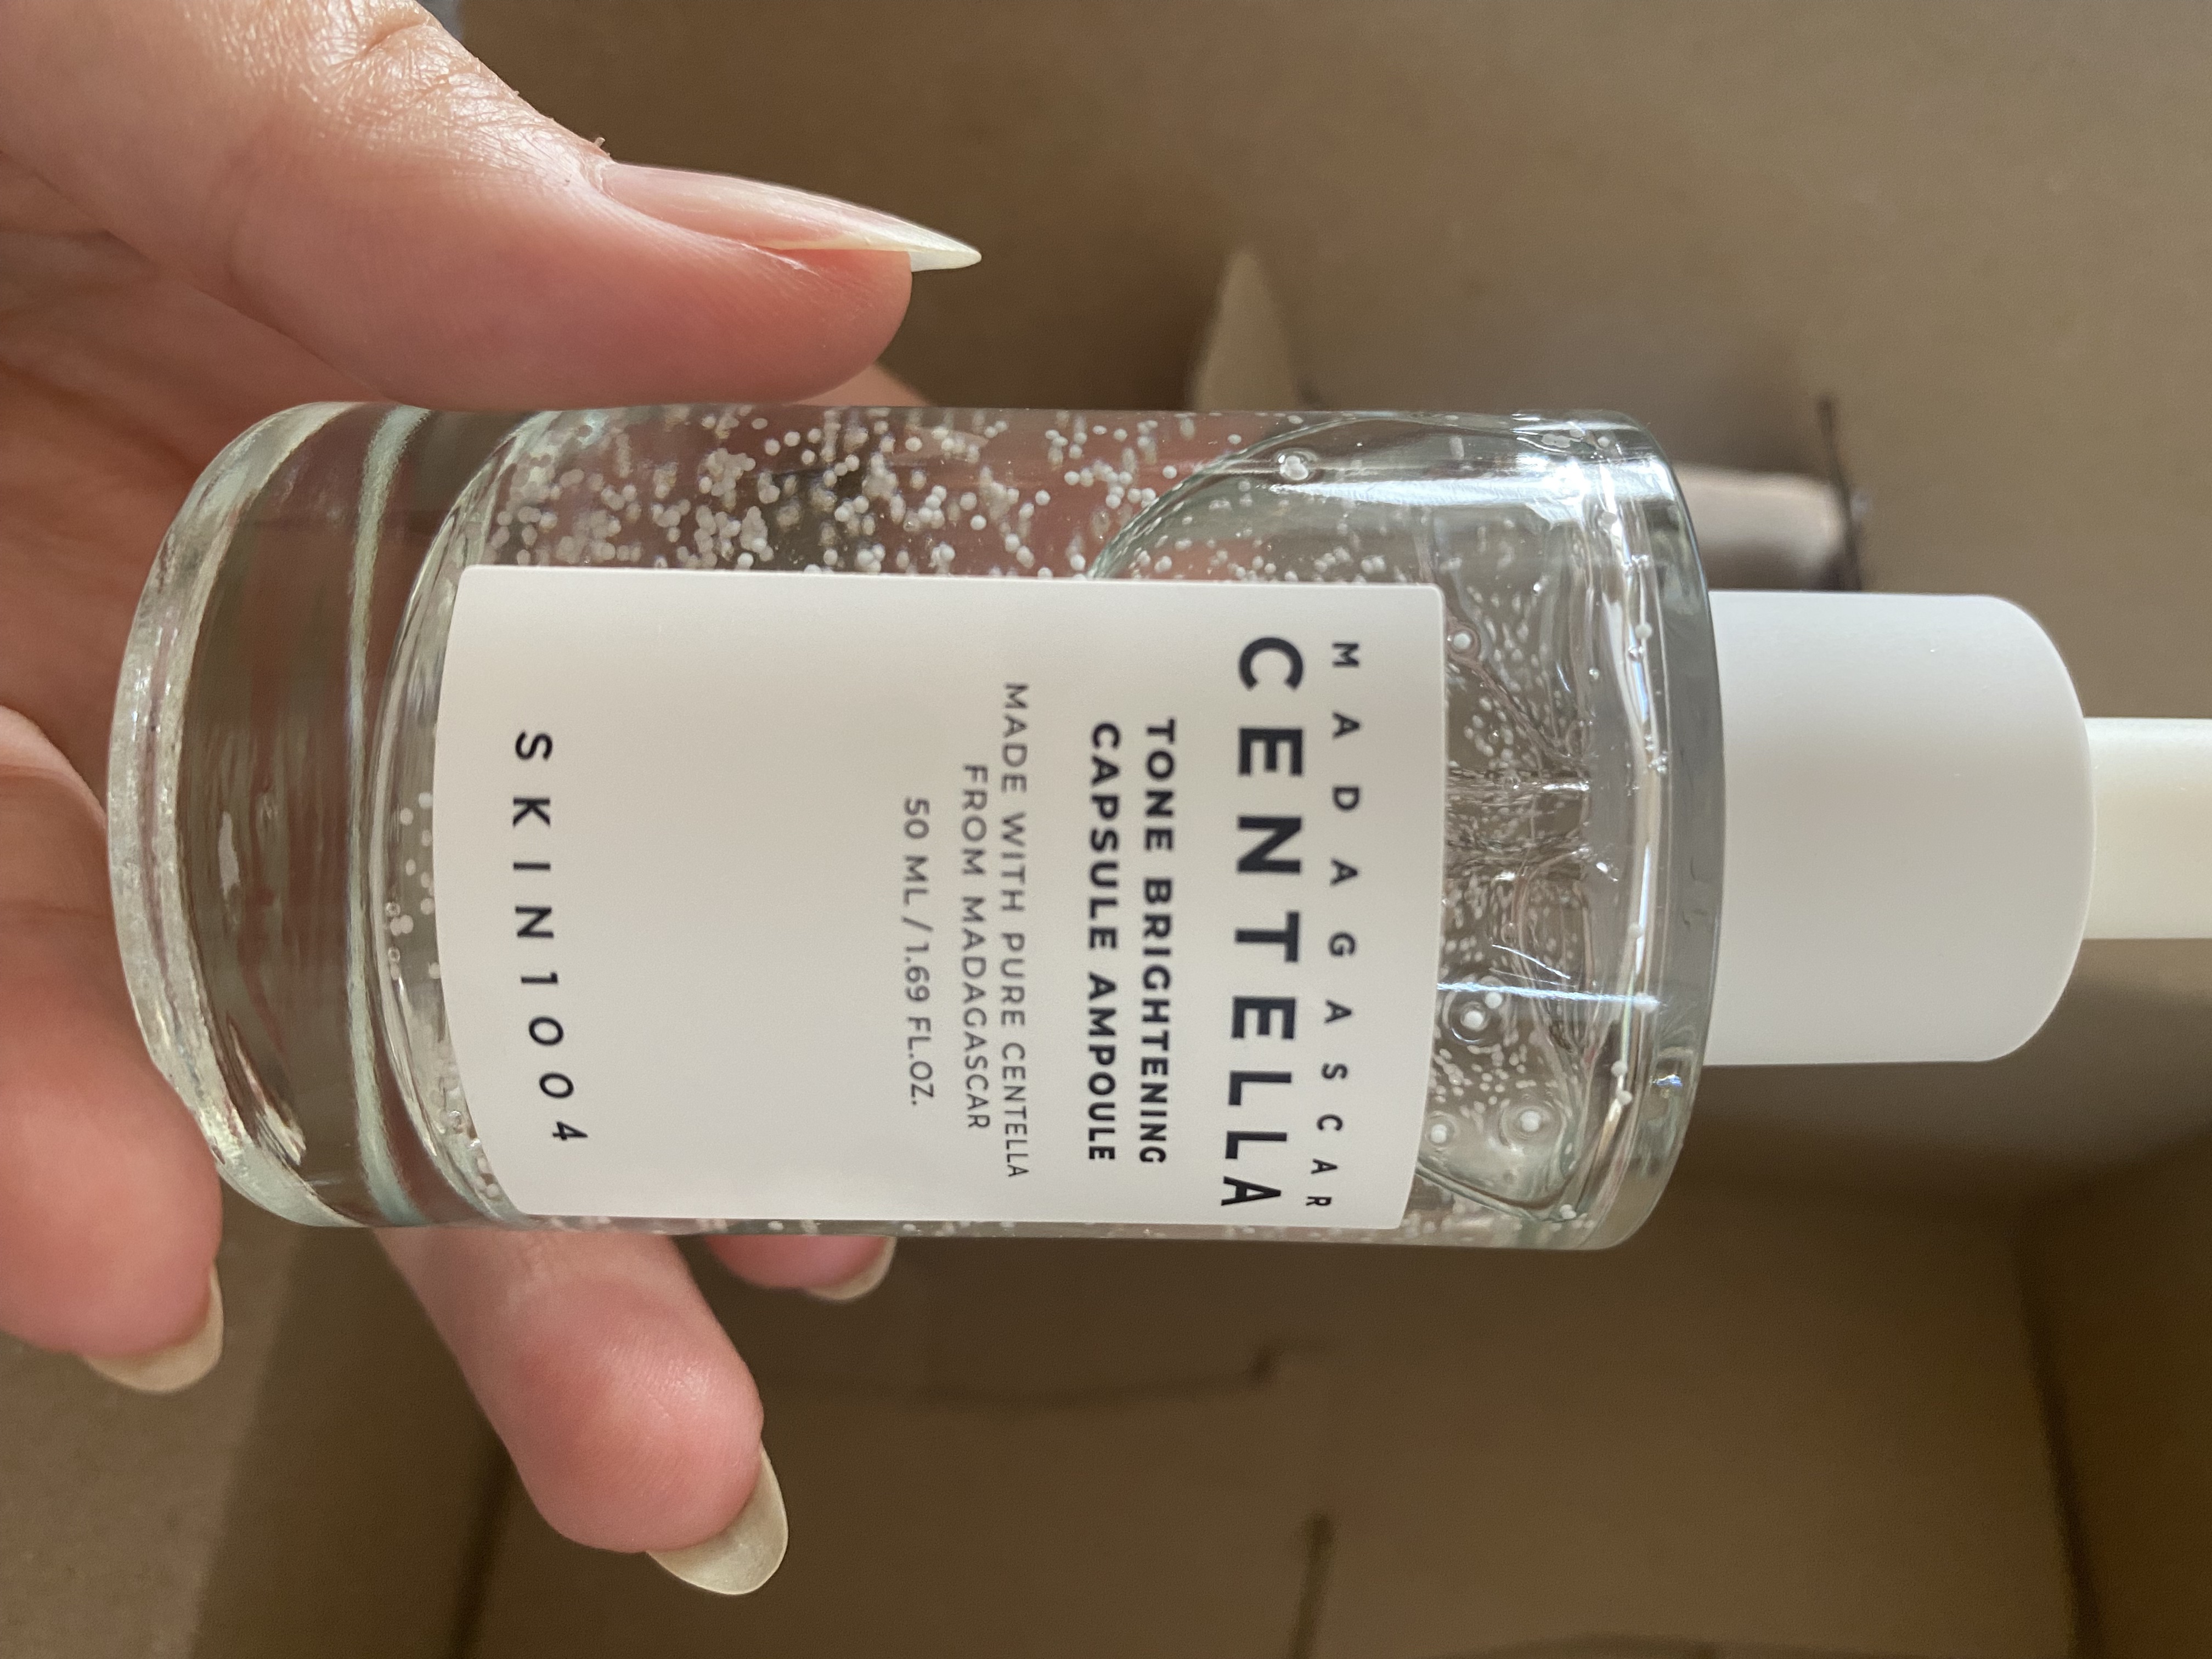 MADAGASCAR
CENTELLA
TONE BRIGHTENING
CAPSULE AMPOULE
MADE WITH PURE CENTELLA
FROM MADAGASCAR
50 ML / 1.69 FL.OZ.
SKIN1004